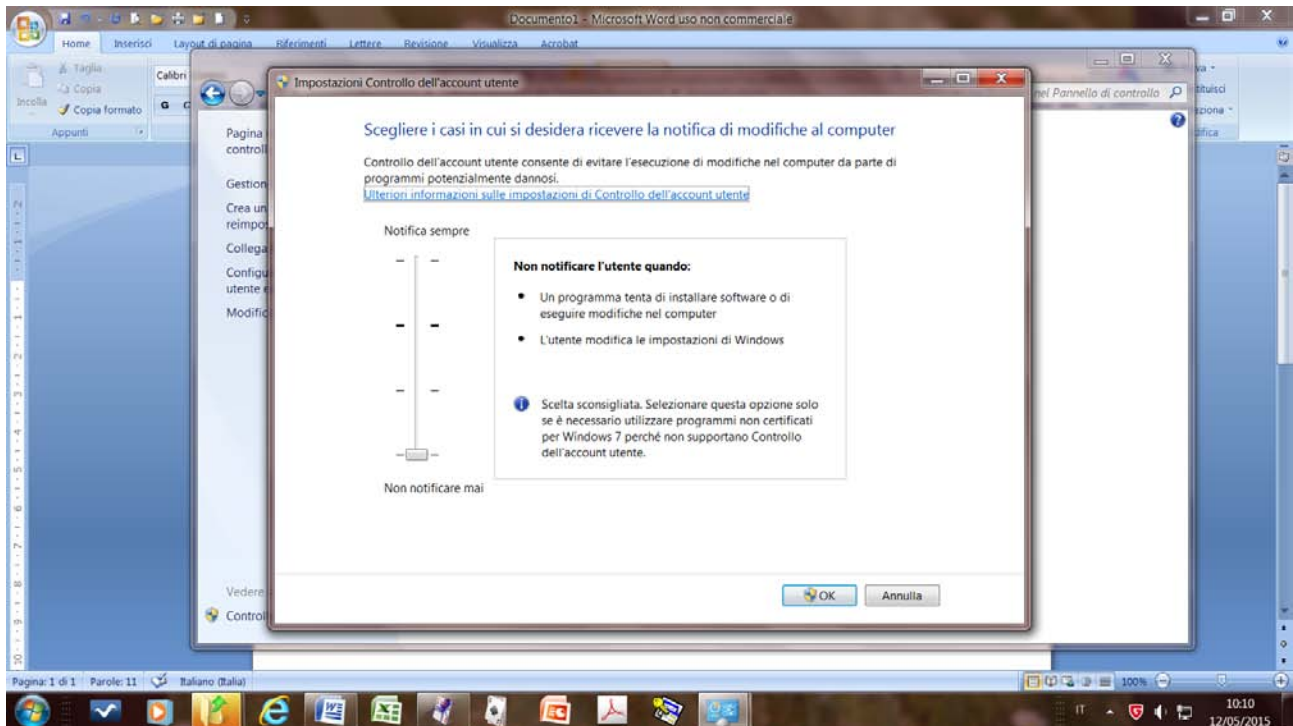 Documento1 - Microsoft Word uso non commerciale
Home Inserisci Layout di pagina Riferimenti Lettere Revisione Visualizza Acrobat
Taglia
Copia
Copia formato
Incolla
Appunti
Calibri
G
Impostazioni Controllo dell'account utente
nel Pannello di controllo
Pagina
controll
Gestion
Crea un
reimpos
Collega
Configu
utente e
Modific
Vedere
Controll
Scegliere i casi in cui si desidera ricevere la notifica di modifiche al computer
Controllo dell'account utente consente di evitare l'esecuzione di modifiche nel computer da parte di
programmi potenzialmente dannosi.
Ulteriori informazioni sulle impostazioni di Controllo dell'account utente
Notifica sempre
Non notificare l'utente quando:
• Un programma tenta di installare software o di
eseguire modifiche nel computer
• L'utente modifica le impostazioni di Windows
Scelta sconsigliata. Selezionare questa opzione solo
se è necessario utilizzare programmi non certificati
per Windows 7 perché non supportano Controllo
dell'account utente.
Non notificare mai
OK Annulla
Pagina: 1 di 1 Parole: 11 Italiano (Italia) 100%
IT 10:10
12/05/2015